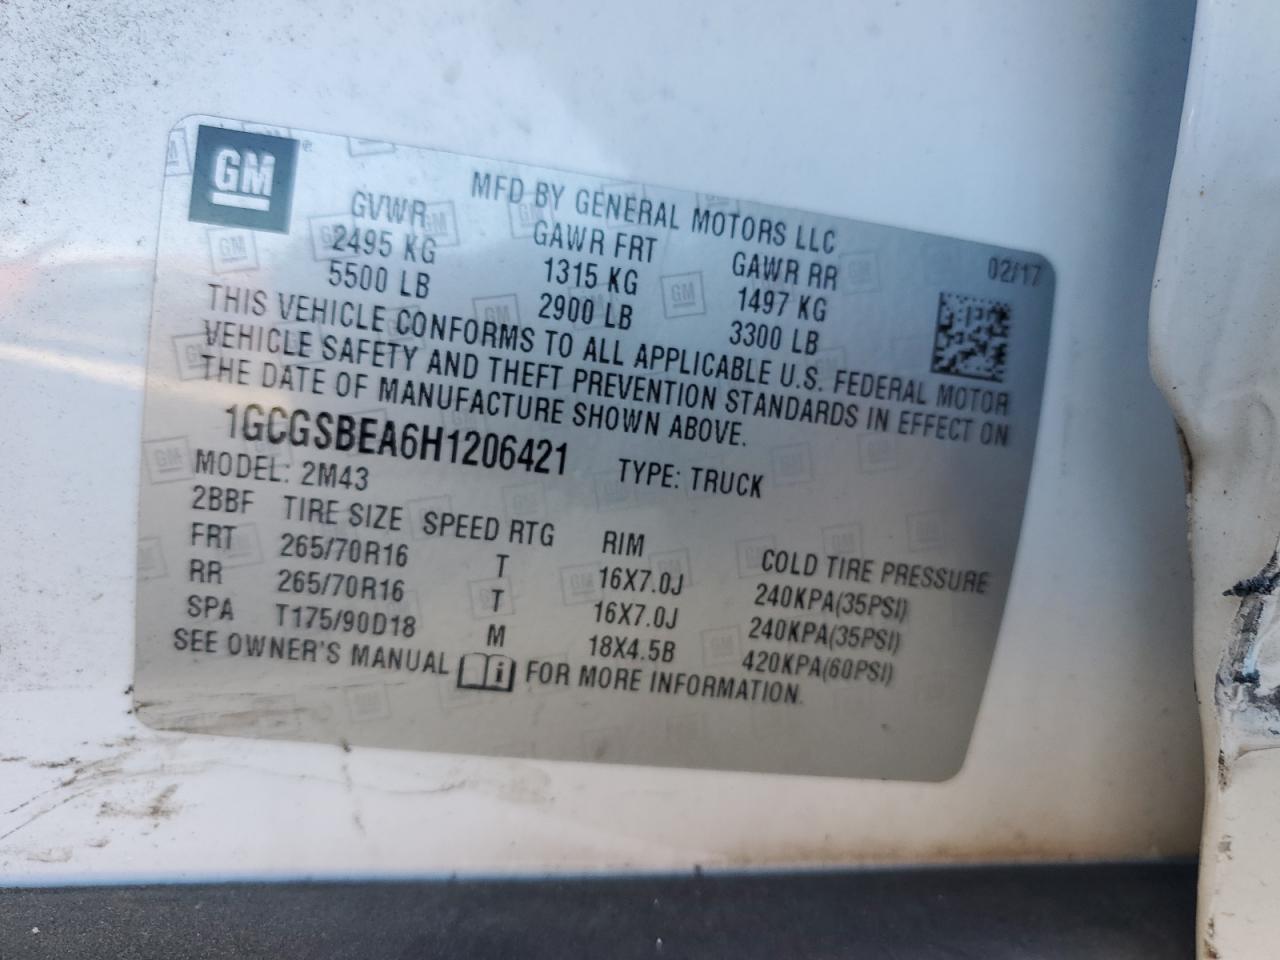 GM
MFD BY GENERAL MOTORS LLC
02/17
GVWR GAWR FRT GAWR RR
2495 KG 1315 KG 1497 KG
5500 LB 2900 LB 3300 LB
THIS VEHICLE CONFORMS TO ALL APPLICABLE U.S. FEDERAL MOTOR
VEHICLE SAFETY AND THEFT PREVENTION STANDARDS IN EFFECT ON
THE DATE OF MANUFACTURE SHOWN ABOVE.
1GCGSBEA6H1206421 TYPE: TRUCK
MODEL: 2M43
2BBF TIRE SIZE SPEED RTG RIM COLD TIRE PRESSURE
FRT 265/70R16 T 16X7.0J 240KPA(35PSI)
RR 265/70R16 T 16X7.0J 240KPA(35PSI)
SPA T175/90D18 M 18X4.5B 420KPA(60PSI)
SEE OWNER'S MANUAL i FOR MORE INFORMATION.